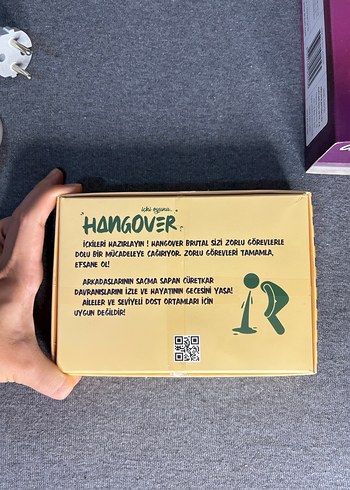 içki oyunu..
HANGOVER
İÇKİLERİ HAZIRLAYIN ! HANGOVER BRUTAL SİZİ ZORLU GÖREVLERLE
DOLU BİR MÜCADELEYE ÇAĞIRIYOR. ZORLU GÖREVLERİ TAMAMLA,
EFSANE OL!
ARKADAŞLARININ SAÇMA SAPAN CÜRETKAR
DAVRANIŞLARINI İZLE VE HAYATININ GECESİNİ YAŞA!
AİLELER VE SEVİYELİ DOST ORTAMLARI İÇİN
UYGUN DEĞİLDİR!